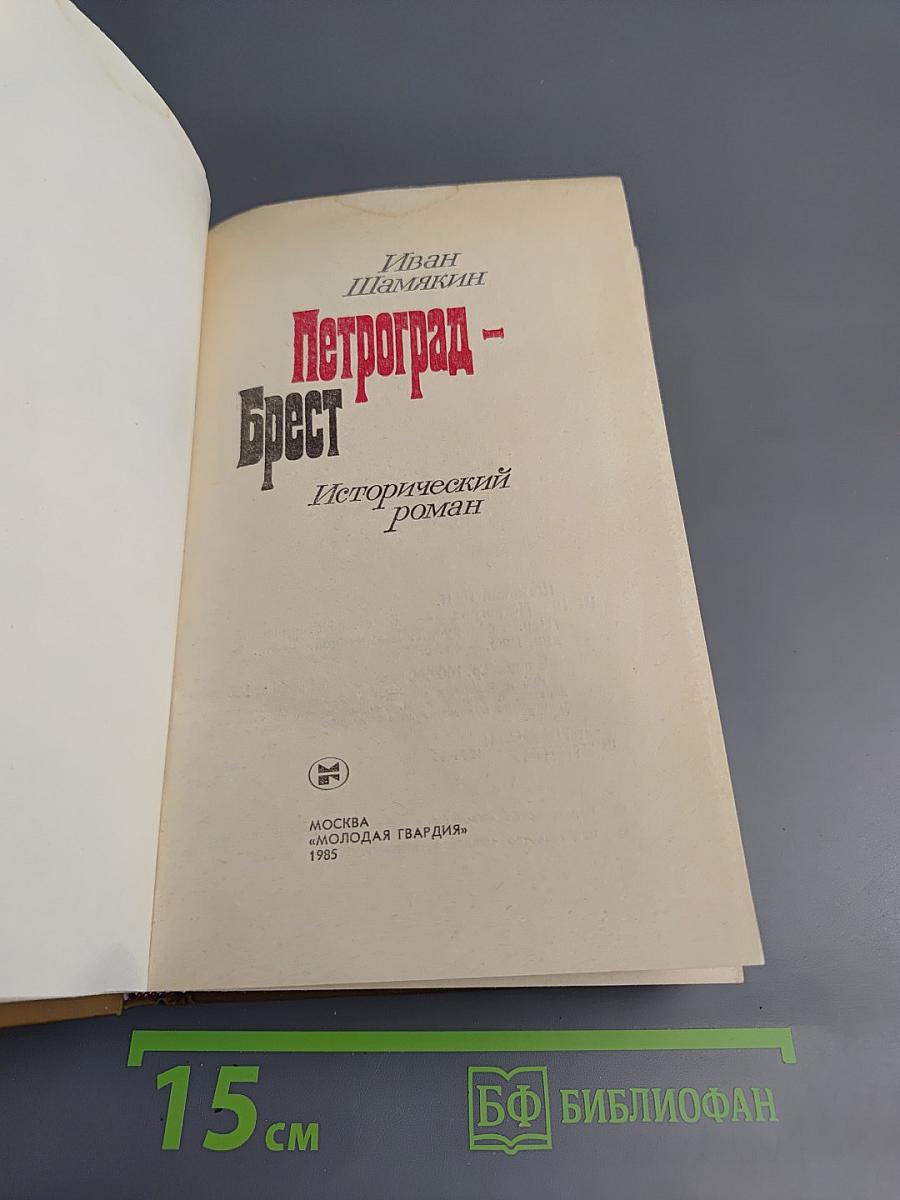 Иван
Шамякин
Петроград -
Брест
Исторический
роман
МОСКВА
«МОЛОДАЯ ГВАРДИЯ»
1985
15 см
БФ БИБЛИОФАН